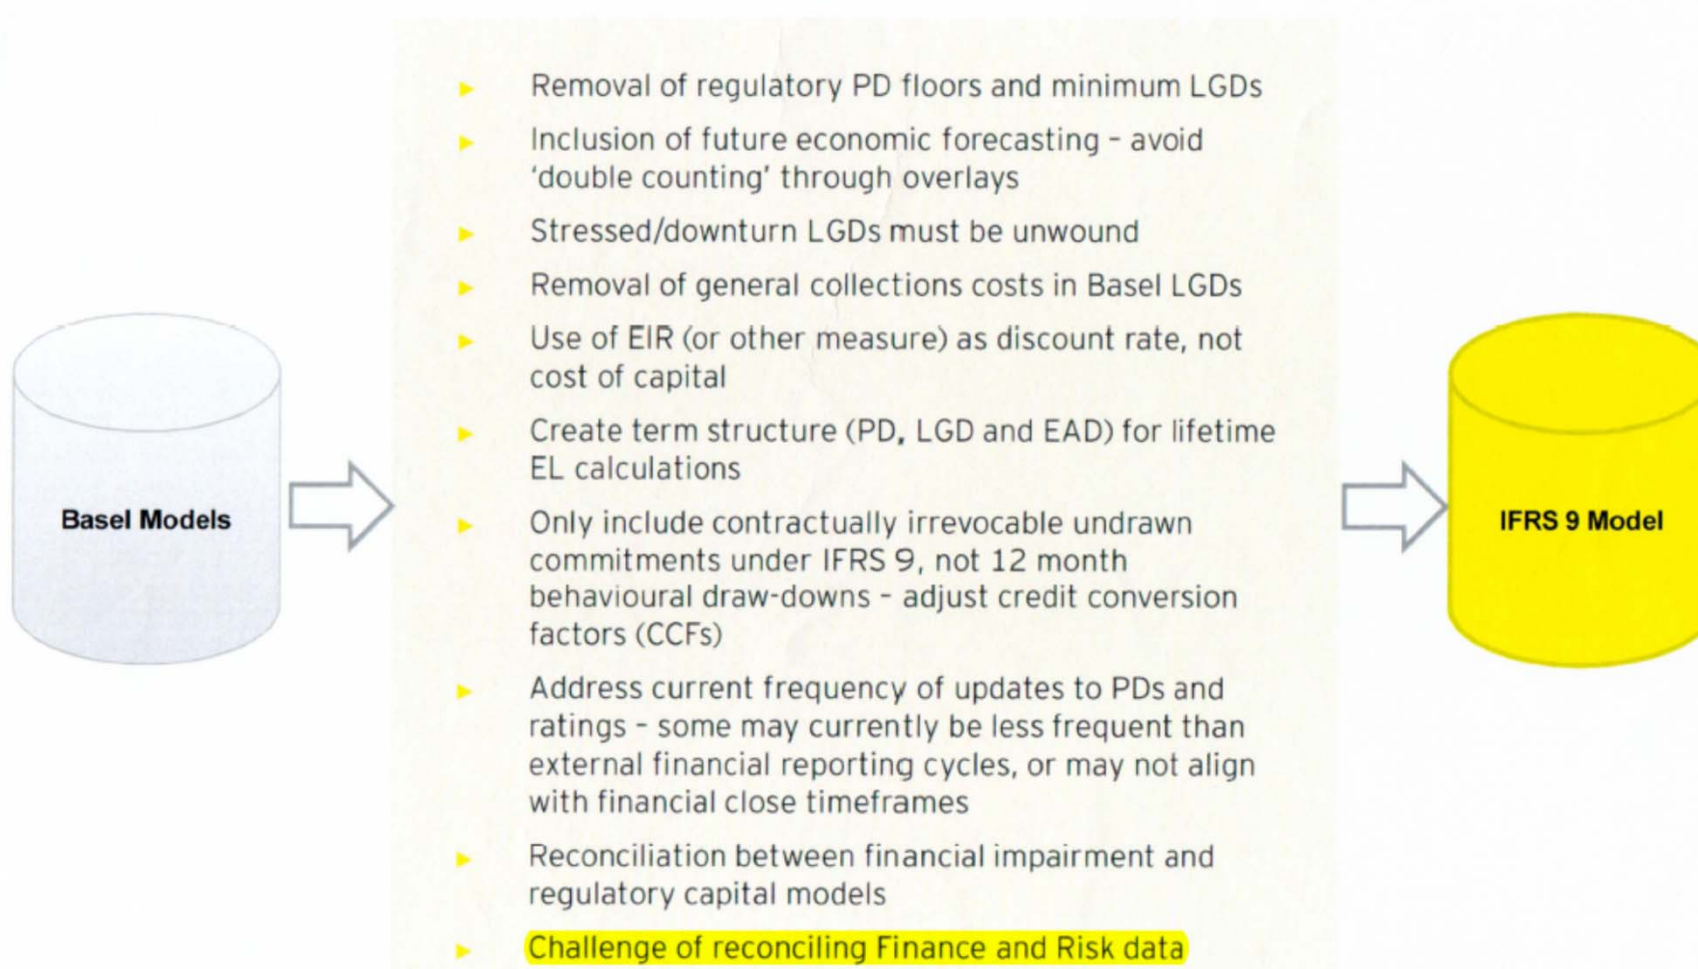 Removal of regulatory PD floors and minimum LGDs
Inclusion of future economic forecasting – avoid
'double counting' through overlays
Stressed/downturn LGDs must be unwound
Removal of general collections costs in Basel LGDs
Use of EIR (or other measure) as discount rate, not
cost of capital
Create term structure (PD, LGD and EAD) for lifetime
EL calculations
Basel Models
Only include contractually irrevocable undrawn
commitments under IFRS 9, not 12 month
behavioural draw-downs – adjust credit conversion
factors (CCFs)
IFRS 9 Model
Address current frequency of updates to PDs and
ratings – some may currently be less frequent than
external financial reporting cycles, or may not align
with financial close timeframes
Reconciliation between financial impairment and
regulatory capital models
Challenge of reconciling Finance and Risk data